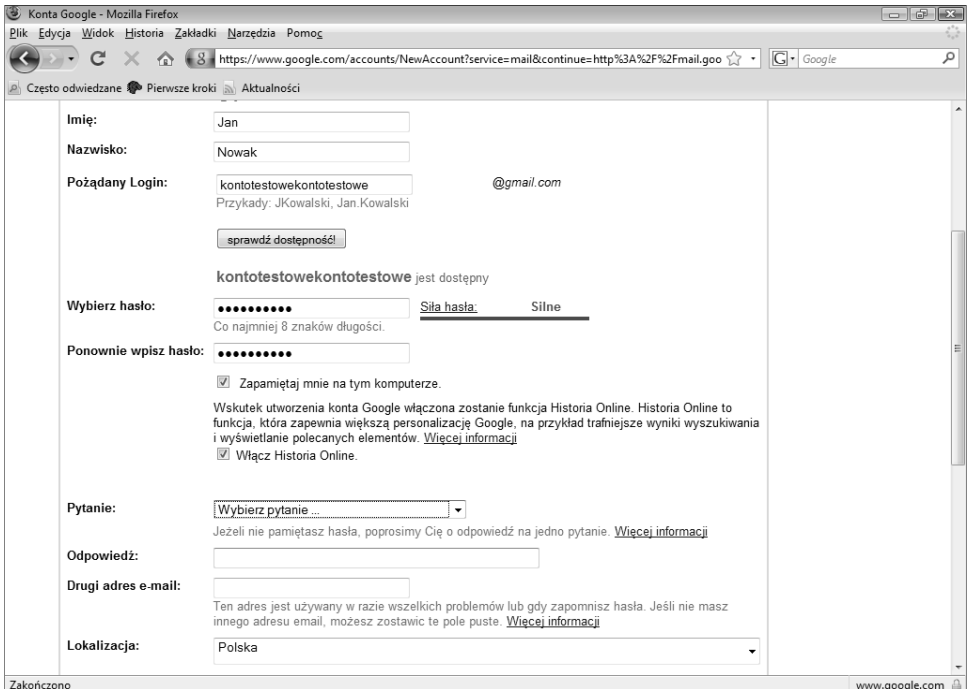 Konta Google - Mozilla Firefox
Plik Edycja Widok Historia Zakładki Narzędzia Pomoc
https://www.google.com/accounts/NewAccount?service=mail&continue=http%3A%2F%2Fmail.goo
Google
Często odwiedzane Pierwsze kroki Aktualności
Imię: Jan
Nazwisko: Nowak
Pożądany Login: kontotestowekontotestowe @gmail.com
Przykady: JKowalski, Jan.Kowalski
sprawdź dostępność!
kontotestowekontotestowe jest dostępny
Wybierz hasło: •••••••••• Siła hasła: Silne
Co najmniej 8 znaków długości.
Ponownie wpisz hasło: ••••••••••
Zapamiętaj mnie na tym komputerze.
Wskutek utworzenia konta Google włączona zostanie funkcja Historia Online. Historia Online to
funkcja, która zapewnia większą personalizację Google, na przykład trafniejsze wyniki wyszukiwania
i wyświetlanie polecanych elementów. Więcej informacji
Włącz Historia Online.
Pytanie: Wybierz pytanie ...
Jeżeli nie pamiętasz hasła, poprosimy Cię o odpowiedź na jedno pytanie. Więcej informacji
Odpowiedź:
Drugi adres e-mail:
Ten adres jest używany w razie wszelkich problemów lub gdy zapomnisz hasła. Jeśli nie masz
innego adresu email, możesz zostawic te pole puste. Więcej informacji
Lokalizacja: Polska
Zakończono www.google.com